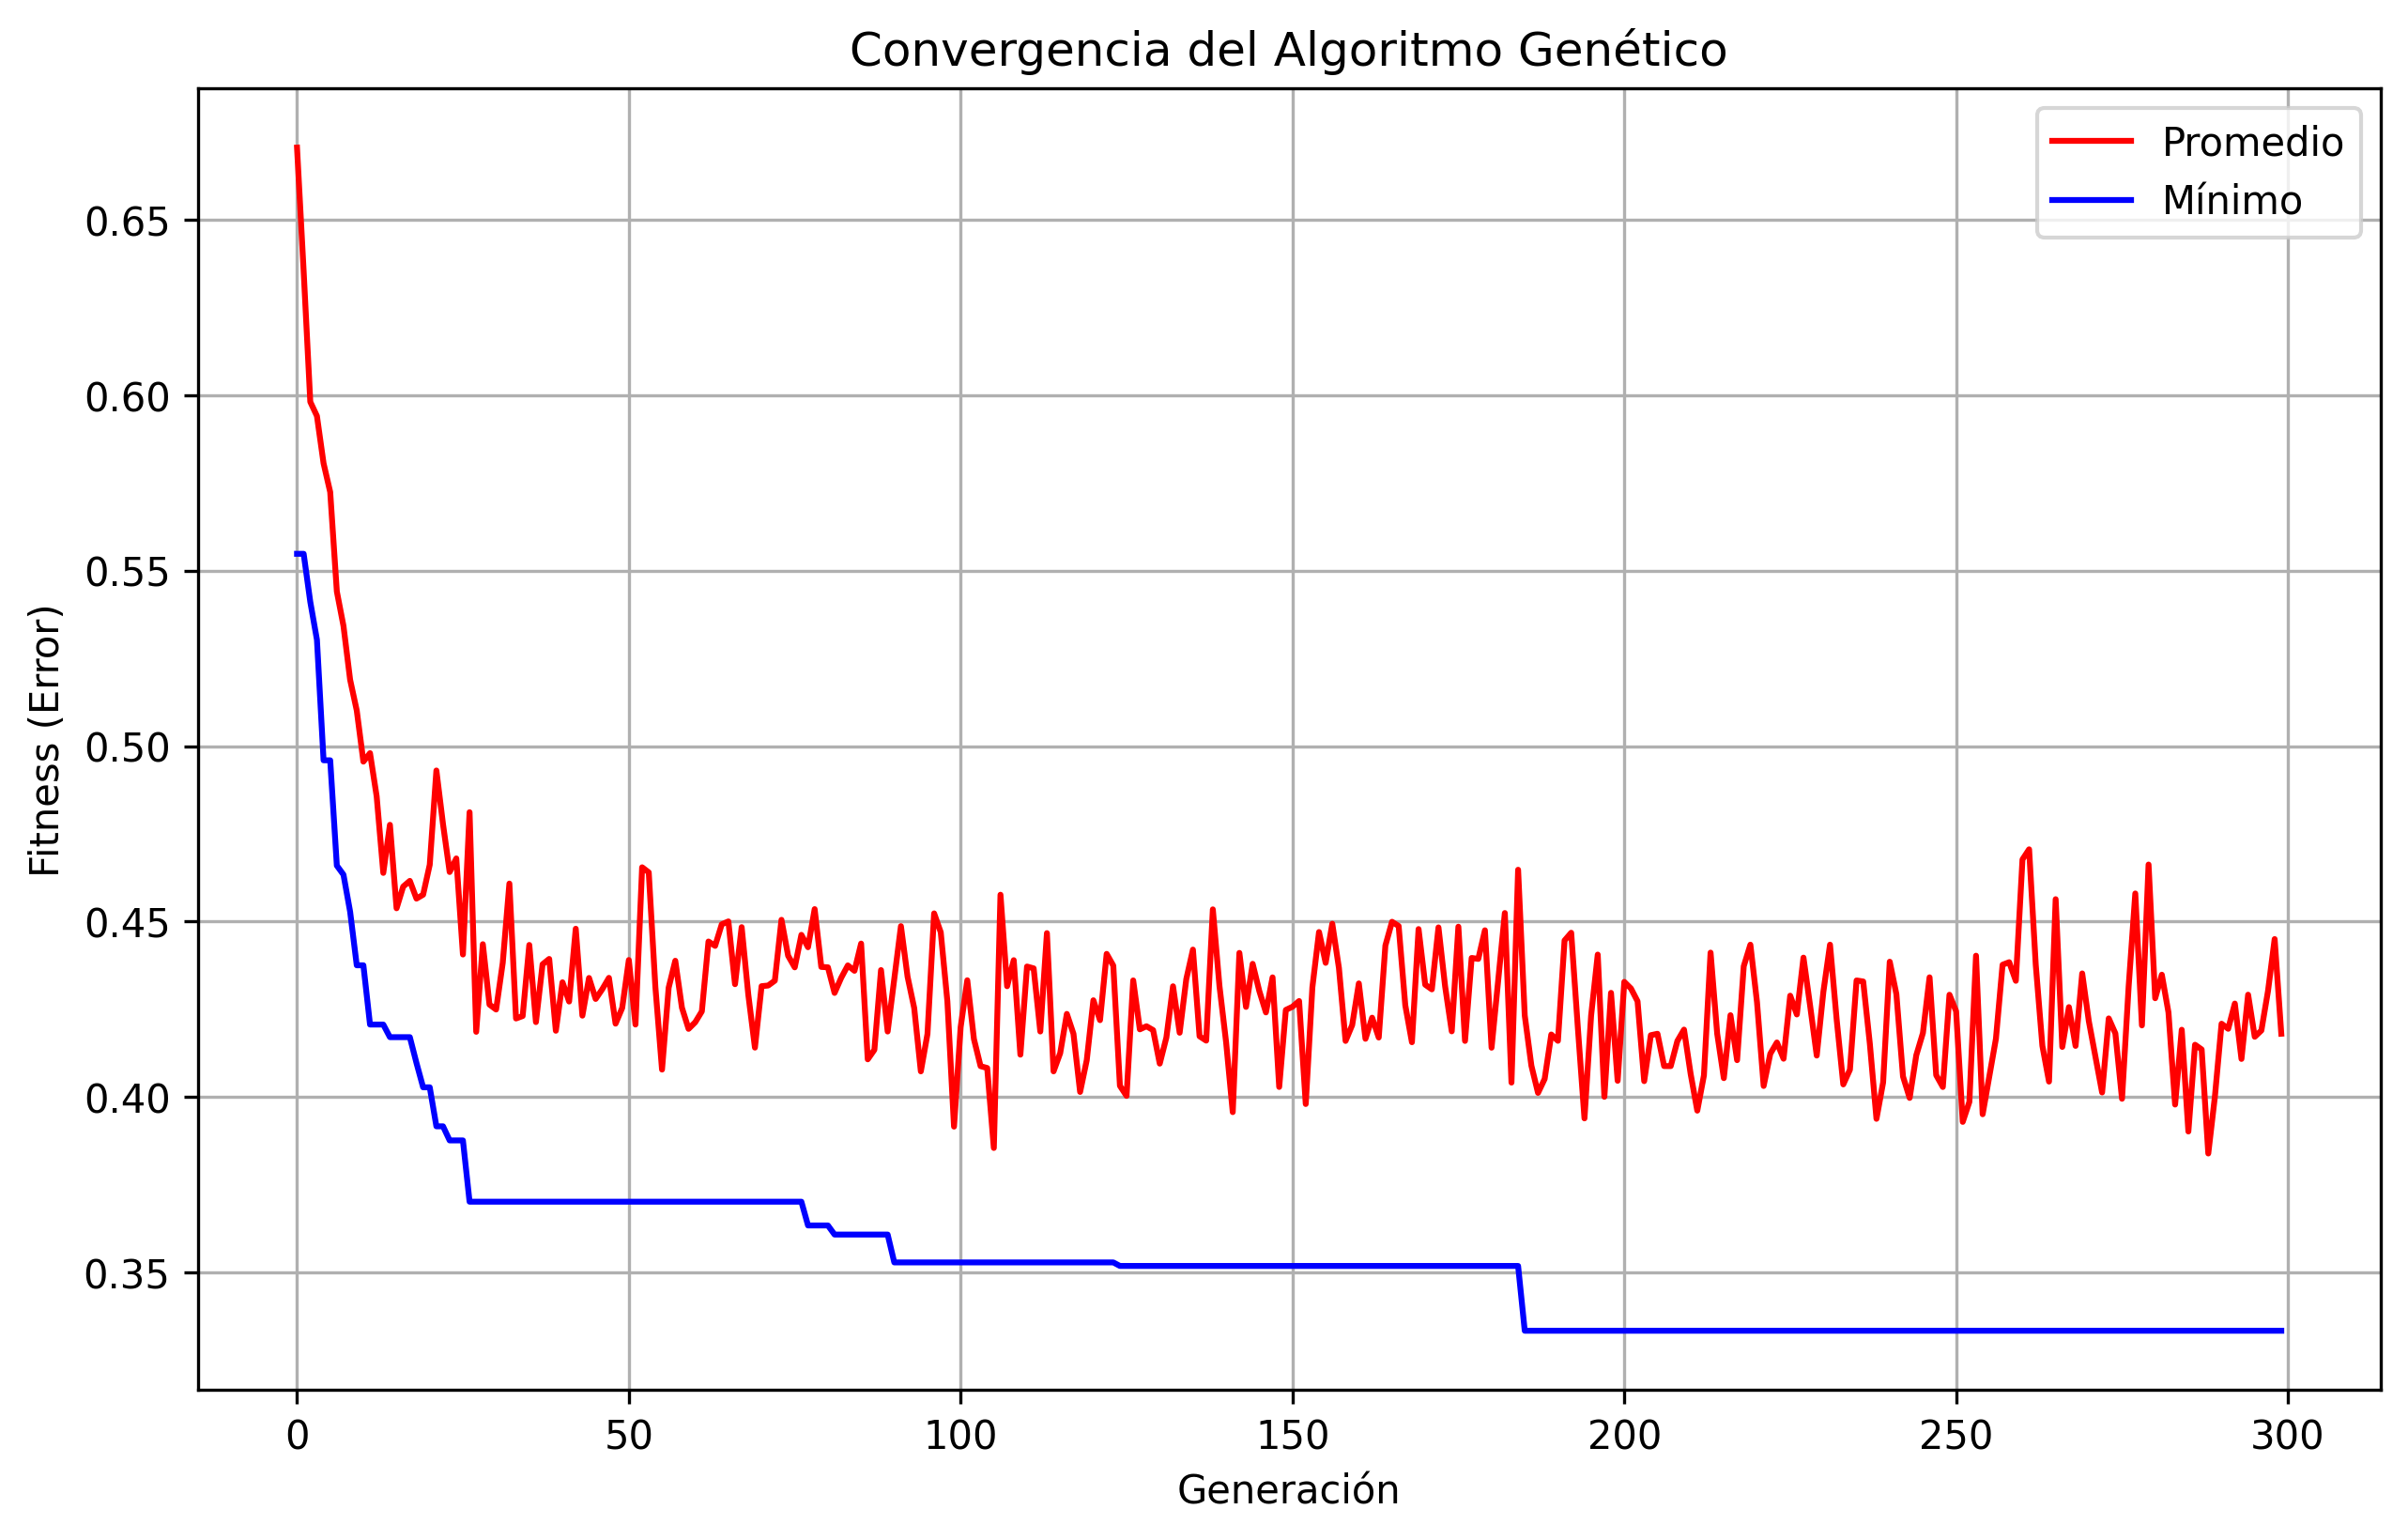 Convergencia del Algoritmo Genético
Promedio
Mínimo
Fitness (Error)
0.65
0.60
0.55
0.50
0.45
0.40
0.35
0 50 100 150 200 250 300
Generación